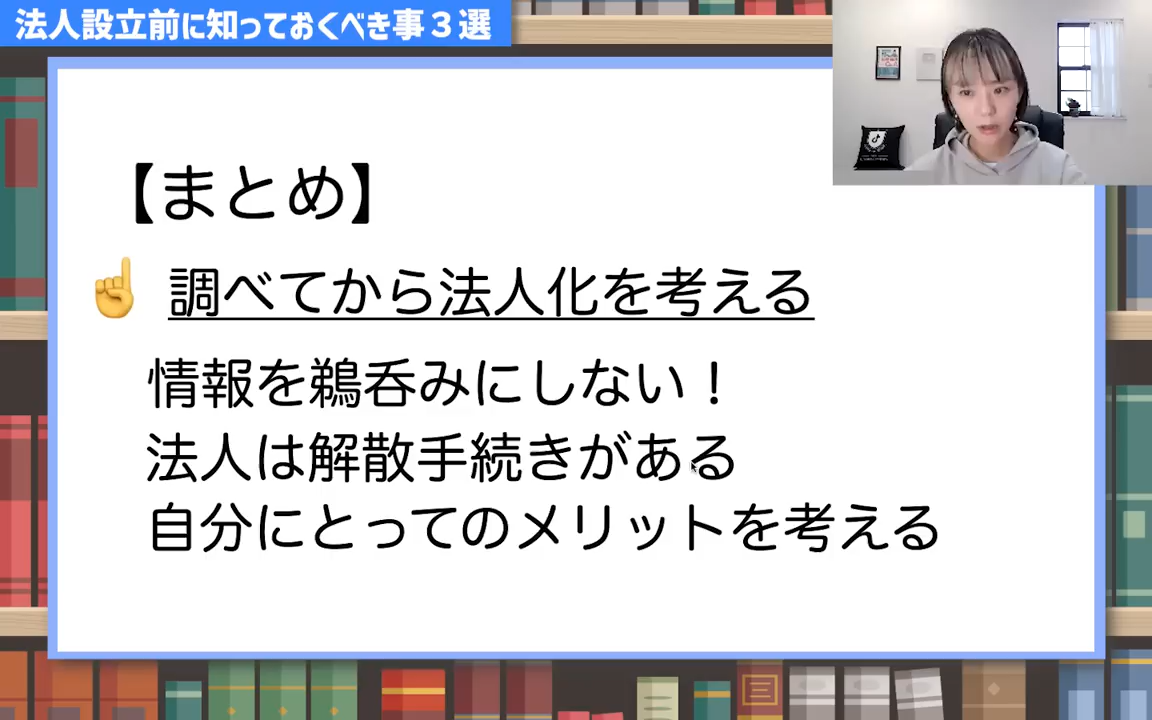 法人設立前に知っておくべき事３選
【まとめ】
☝調べてから法人化を考える
情報を鵜呑みにしない！
法人は解散手続きがある
自分にとってのメリットを考える